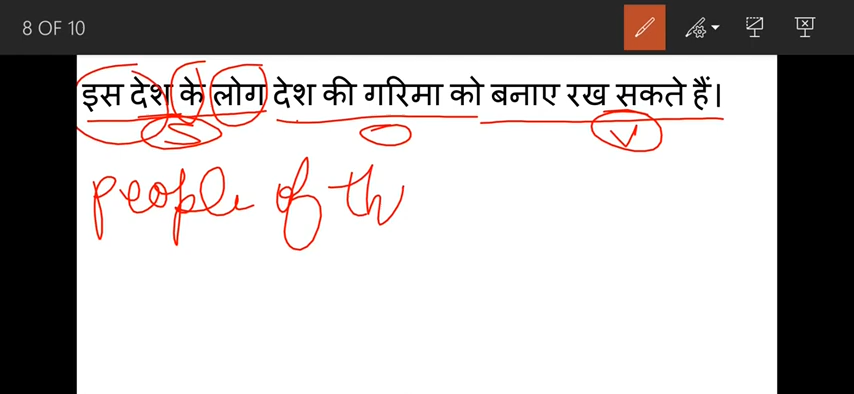 8 OF 10
इस देश के लोग देश की गरिमा को बनाए रख सकते हैं।
S O V
people of th